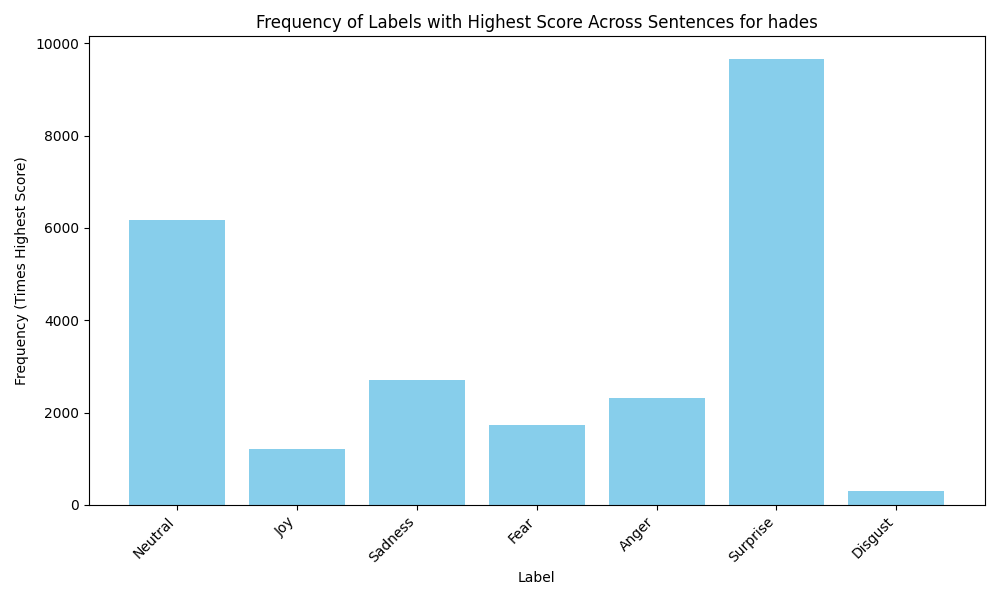 Frequency of Labels with Highest Score Across Sentences for hades
Frequency (Times Highest Score)
10000
8000
6000
4000
2000
0
Neutral
Joy
Sadness
Fear
Anger
Surprise
Disgust
Label